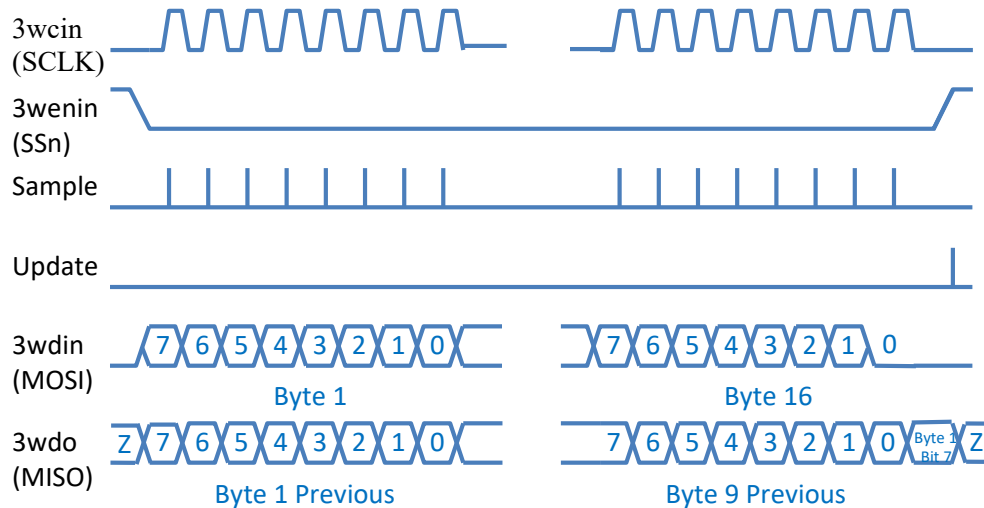 3wcin
(SCLK)
3wenin
(SSn)
Sample
Update
3wdin
(MOSI)
7 6 5 4 3 2 1 0
7 6 5 4 3 2 1 0
Byte 1
Byte 16
3wdo
(MISO)
Z 7 6 5 4 3 2 1 0
7 6 5 4 3 2 1 0 Byte 1 Z
Bit 7
Byte 1 Previous
Byte 9 Previous